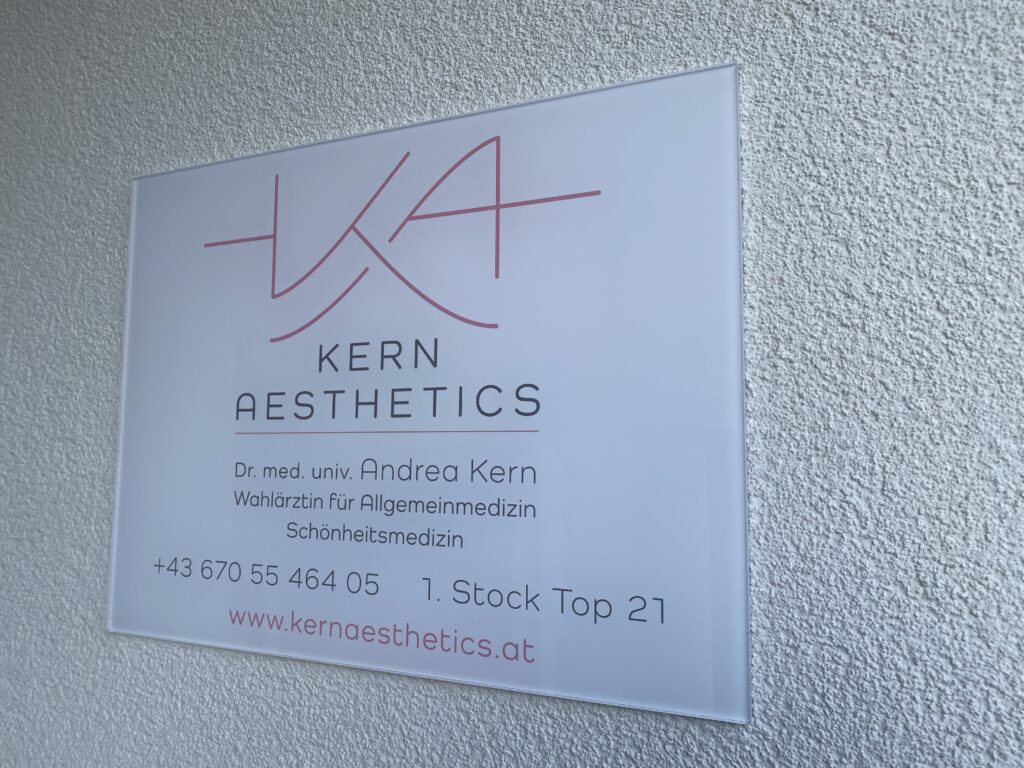 KA
KERN
AESTHETICS
Dr. med. univ. Andrea Kern
Wahlärztin für Allgemeinmedizin
Schönheitsmedizin
+43 670 55 464 05 1. Stock Top 21
www.kernaesthetics.at